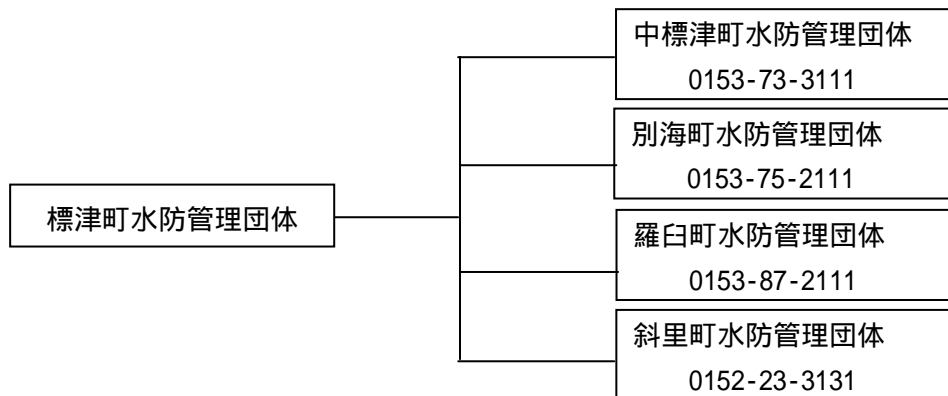 中標津町水防管理団体
0153-73-3111
別海町水防管理団体
0153-75-2111
標津町水防管理団体
羅臼町水防管理団体
0153-87-2111
斜里町水防管理団体
0152-23-3131